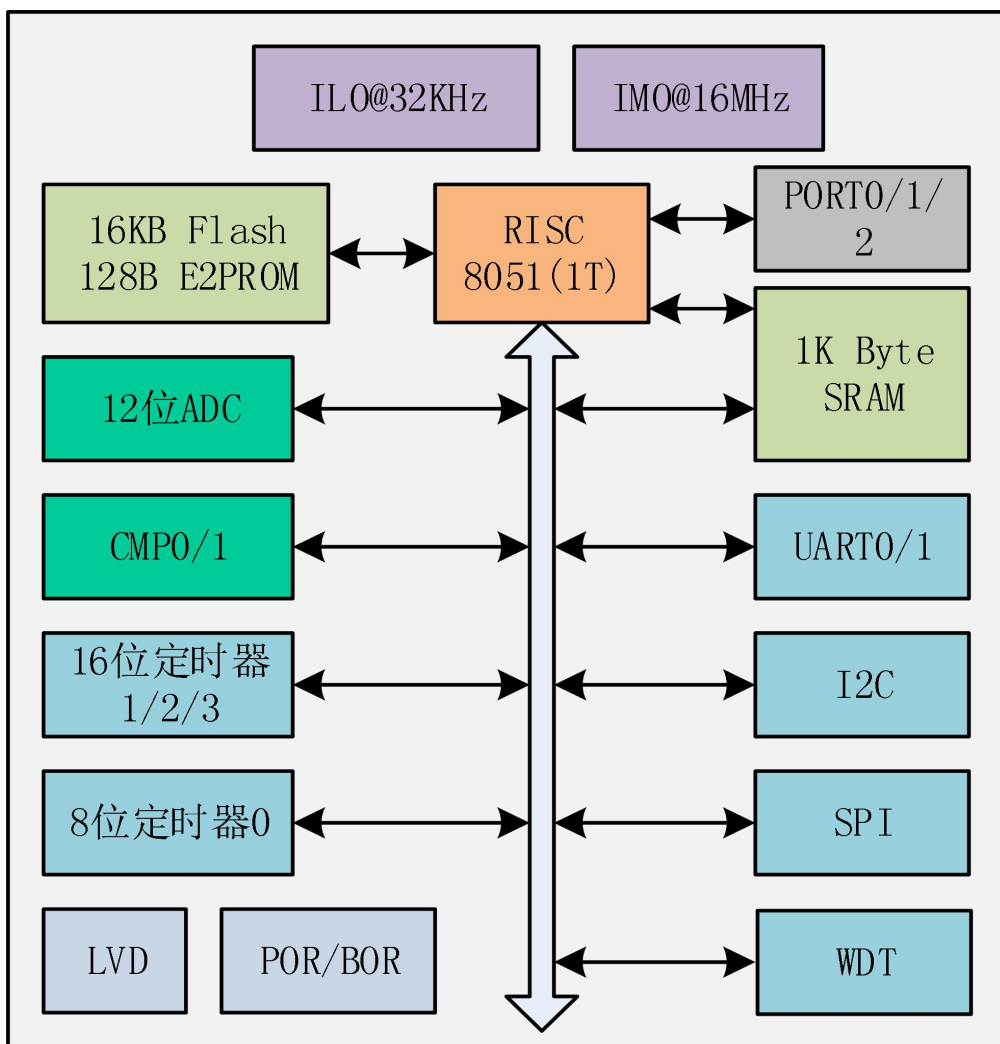 ILO@32KHz
IMO@16MHz
16KB Flash
128B E2PROM
RISC
8051(1T)
PORT0/1/
2
1K Byte
SRAM
12位ADC
CMP0/1
UART0/1
16位定时器
1/2/3
I2C
8位定时器0
SPI
LVD
POR/BOR
WDT